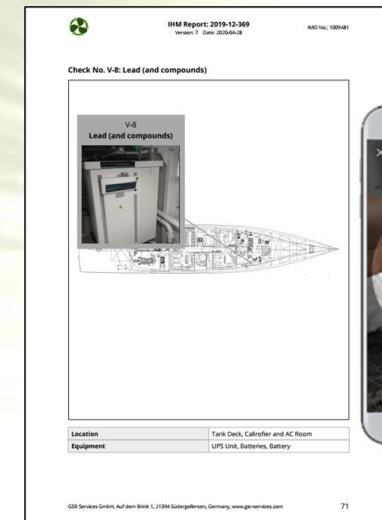 IHM Report: 2019-12-369
Version: 7 Date: 2020-04-28
IMO No.: 1009481
Check No. V-8: Lead (and compounds)
V-8
Lead (and compounds)
Location Tank Deck, Calirofier and AC Room
Equipment UPS Unit, Batteries, Battery
GSR Services GmbH, Auf dem Brink 1, 21394 Südergellersen, Germany, www.gsr-services.com 71